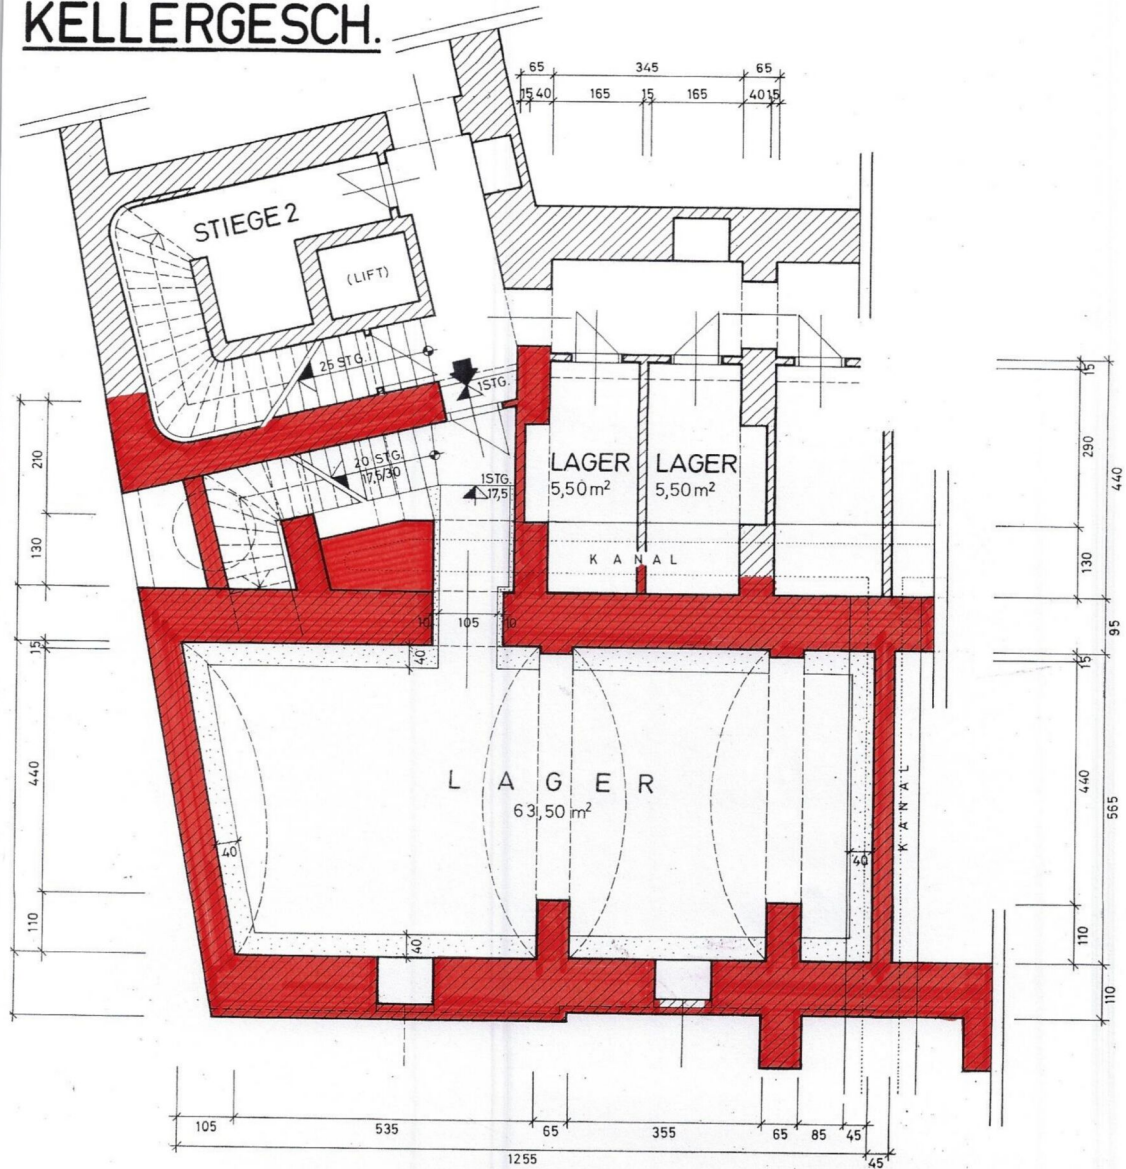 KELLERGESCH.
65 345 65
15 40 165 15 165 40 15
STIEGE 2
(LIFT)
25 STG.
1STG.
20 STG.
17,5/30
1STG.
17,5
LAGER
5,50 m²
LAGER
5,50 m²
KANAL
210
130
15
440
110
15
290
440
130
95
15
440
565
110
110
10 105 10
40
LAGER
63,50 m²
40
40
40
KANAL
105 535 65 355 65 85 45
1255
45